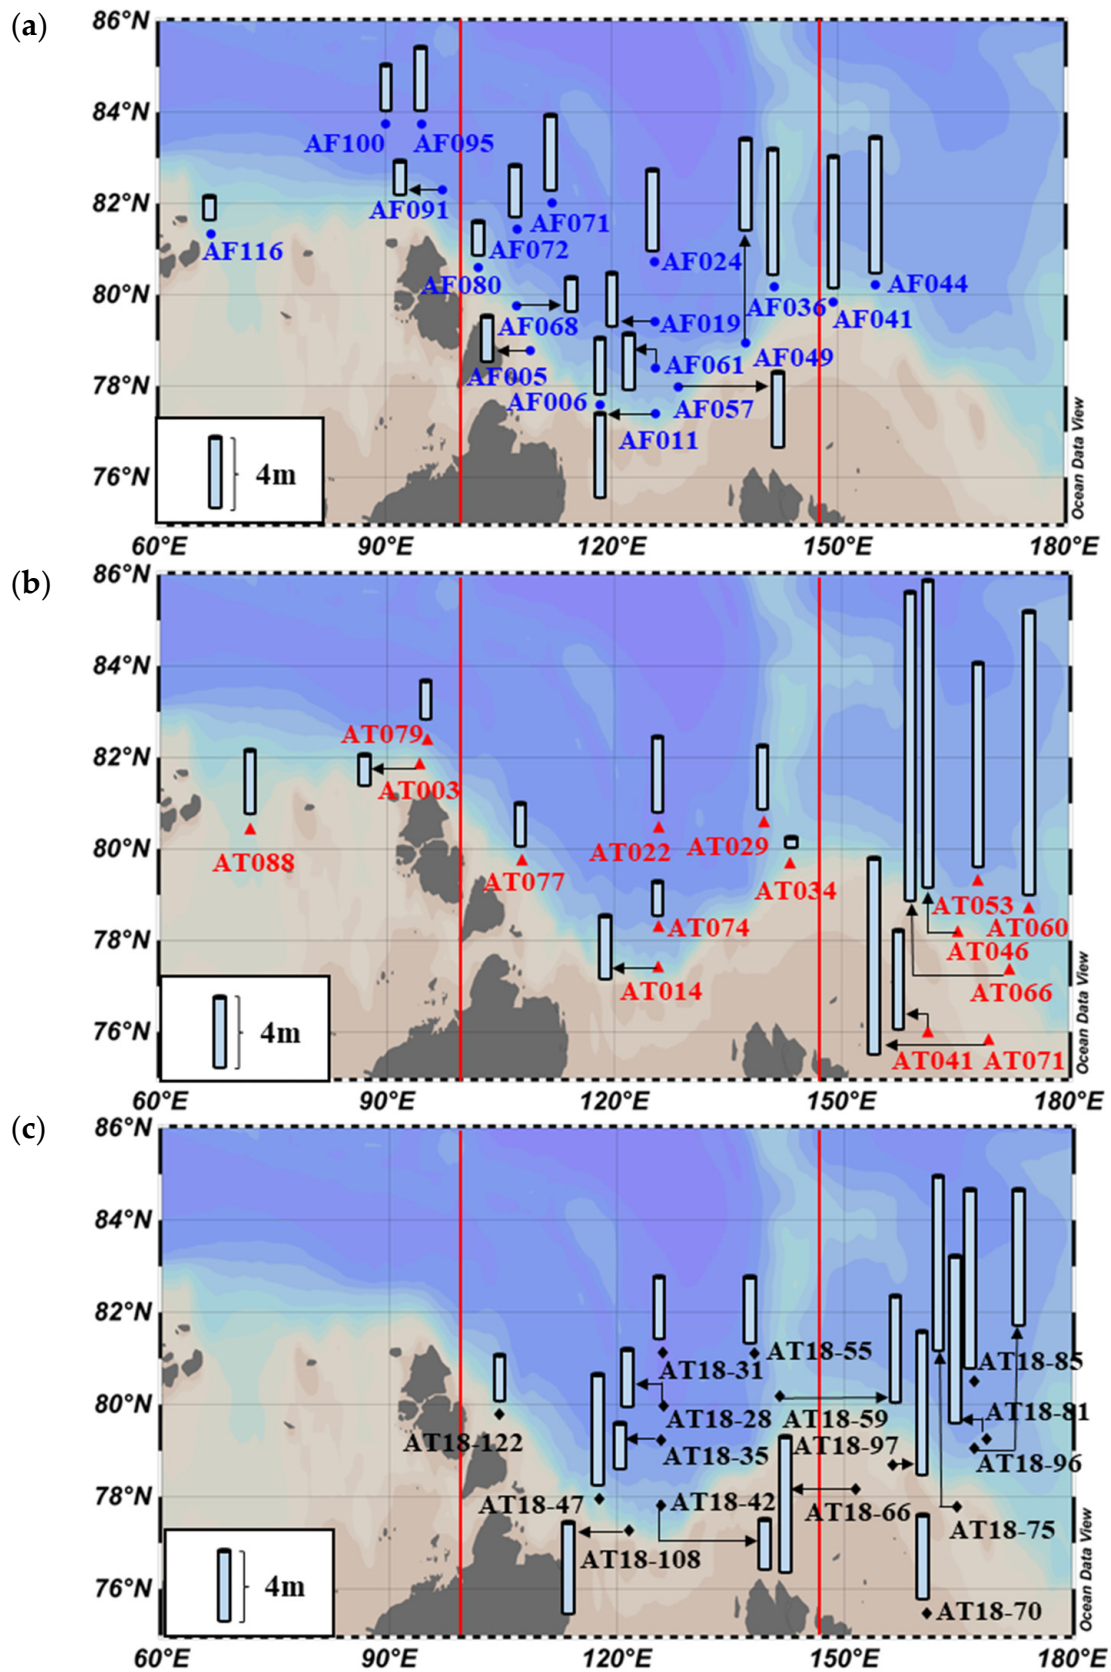 (a)
86°N
84°N
AF100 AF095
82°N
AF091
AF116
AF071
AF072
AF024
AF080
80°N
AF036
AF044
AF041
AF068
AF019
AF049
AF061
AF005
78°N
AF006
AF057
AF011
76°N
4m
Ocean Data View
60°E 90°E 120°E 150°E 180°E
(b)
86°N
84°N
AT079
82°N
AT003
AT088
AT022
AT029
80°N
AT077
AT034
AT053
AT060
AT074
78°N
AT046
AT014
AT066
76°N
AT041 AT071
4m
Ocean Data View
60°E 90°E 120°E 150°E 180°E
(c)
86°N
84°N
82°N
AT18-55
AT18-85
AT18-31
80°N
AT18-28
AT18-59
AT18-81
AT18-122
AT18-35
AT18-97
AT18-96
78°N
AT18-47
AT18-42
AT18-66
AT18-75
AT18-108
76°N
AT18-70
4m
Ocean Data View
60°E 90°E 120°E 150°E 180°E